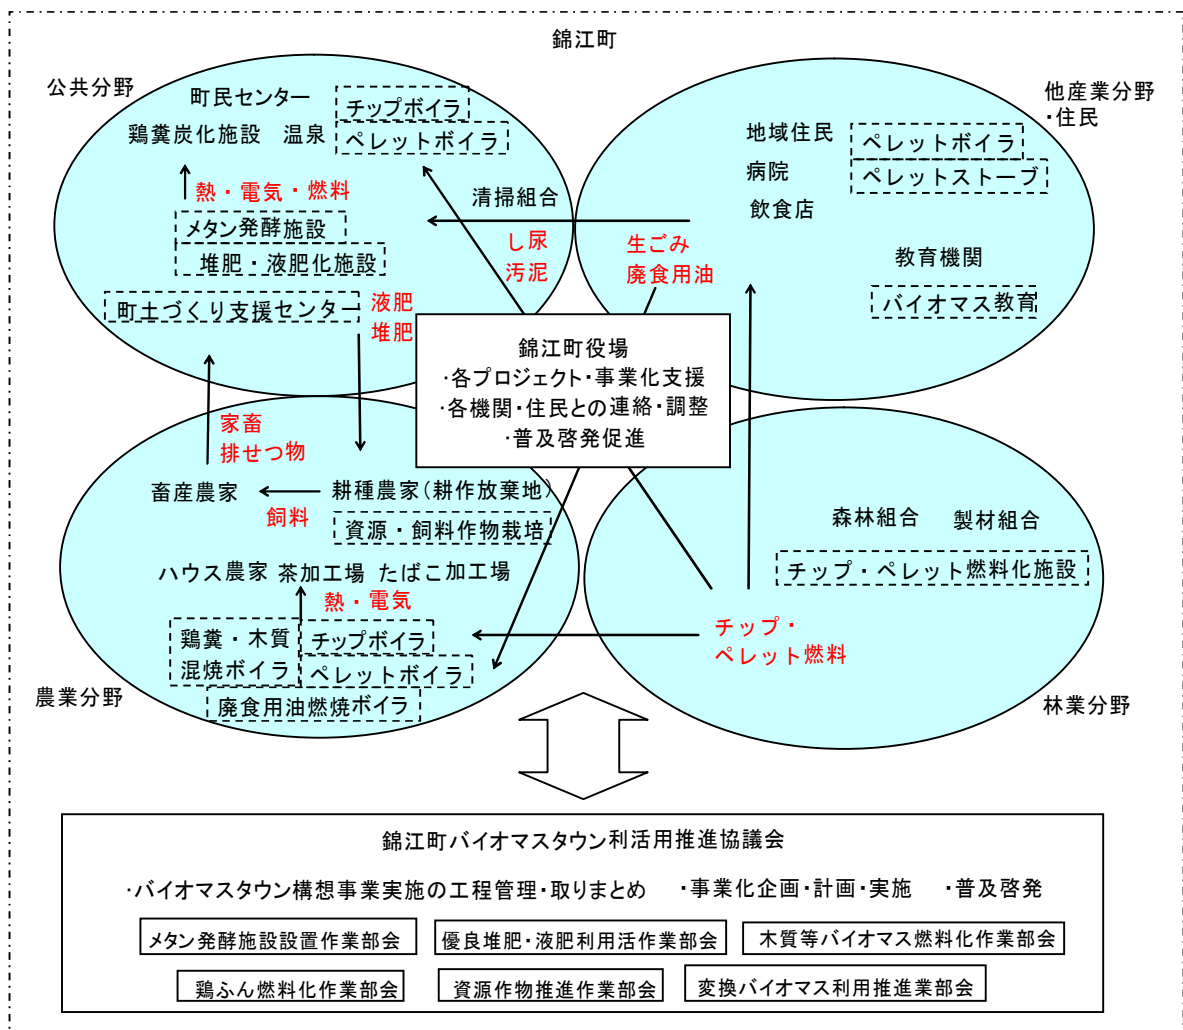 錦江町
公共分野
町民センター
チップボイラ
鶏糞炭化施設 温泉
ペレットボイラ
熱・電気・燃料
メタン発酵施設
堆肥・液肥化施設
町土づくり支援センター
液肥
堆肥
清掃組合
し尿
汚泥
他産業分野
・住民
地域住民
ペレットボイラ
病院
ペレットストーブ
飲食店
生ごみ
廃食用油
教育機関
バイオマス教育
錦江町役場
・各プロジェクト・事業化支援
・各機関・住民との連絡・調整
・普及啓発促進
家畜
排せつ物
畜産農家
飼料
耕種農家(耕作放棄地)
資源・飼料作物栽培
ハウス農家 茶加工場 たばこ加工場
熱・電気
鶏糞・木質
混焼ボイラ
チップボイラ
ペレットボイラ
廃食用油燃焼ボイラ
農業分野
森林組合 製材組合
チップ・ペレット燃料化施設
チップ・
ペレット燃料
林業分野
錦江町バイオマスタウン利活用推進協議会
・バイオマスタウン構想事業実施の工程管理・取りまとめ ・事業化企画・計画・実施 ・普及啓発
メタン発酵施設設置作業部会
優良堆肥・液肥利用活作業部会
木質等バイオマス燃料化作業部会
鶏ふん燃料化作業部会
資源作物推進作業部会
変換バイオマス利用推進業部会